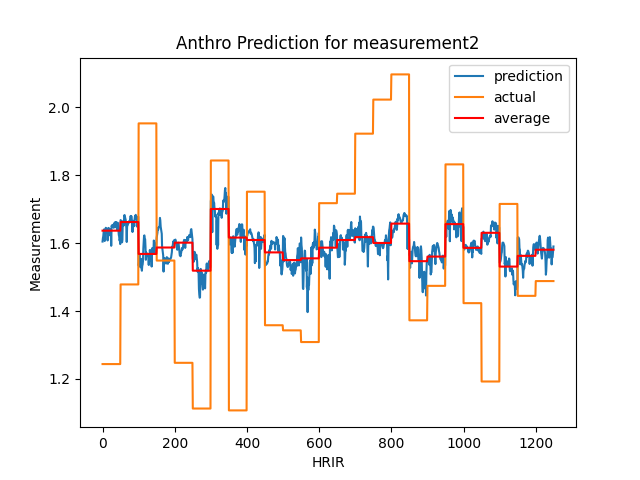 Anthro Prediction for measurement2
prediction
actual
average
2.0
1.8
1.6
1.4
1.2
Measurement
0
200
400
600
800
1000
1200
HRIR